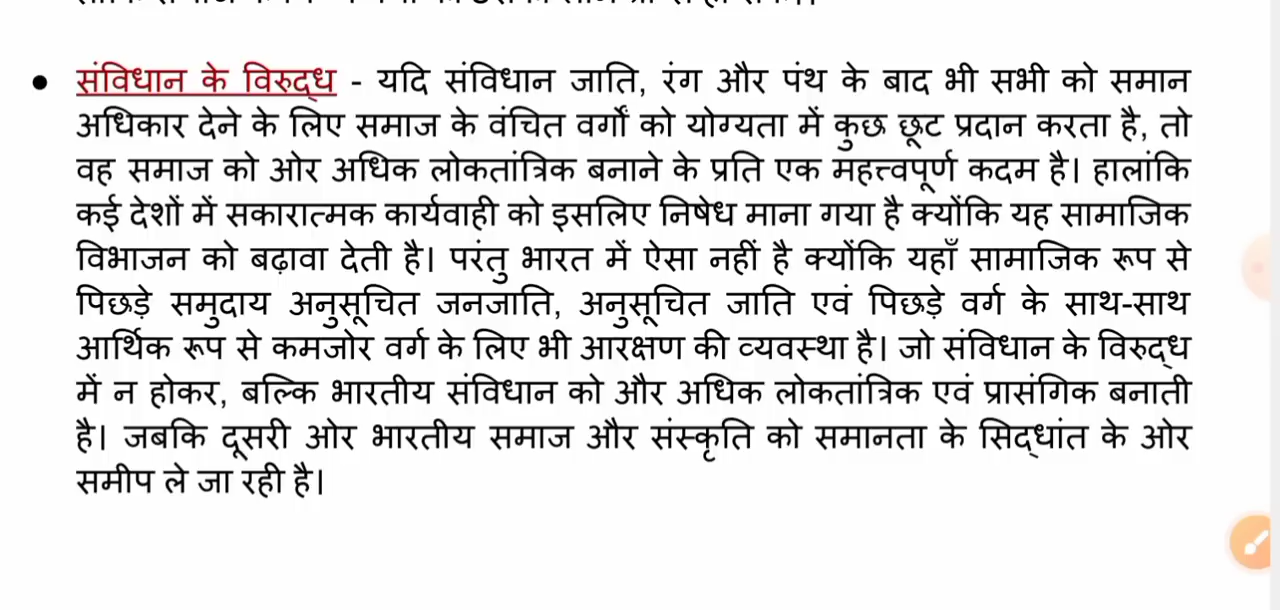 • संविधान के विरुद्ध - यदि संविधान जाति, रंग और पंथ के बाद भी सभी को समान
अधिकार देने के लिए समाज के वंचित वर्गों को योग्यता में कुछ छूट प्रदान करता है, तो
वह समाज को ओर अधिक लोकतांत्रिक बनाने के प्रति एक महत्त्वपूर्ण कदम है। हालांकि
कई देशों में सकारात्मक कार्यवाही को इसलिए निषेध माना गया है क्योंकि यह सामाजिक
विभाजन को बढ़ावा देती है। परंतु भारत में ऐसा नहीं है क्योंकि यहाँ सामाजिक रूप से
पिछड़े समुदाय अनुसूचित जनजाति, अनुसूचित जाति एवं पिछड़े वर्ग के साथ-साथ
आर्थिक रूप से कमजोर वर्ग के लिए भी आरक्षण की व्यवस्था है। जो संविधान के विरुद्ध
में न होकर, बल्कि भारतीय संविधान को और अधिक लोकतांत्रिक एवं प्रासंगिक बनाती
है। जबकि दूसरी ओर भारतीय समाज और संस्कृति को समानता के सिद्धांत के ओर
समीप ले जा रही है।